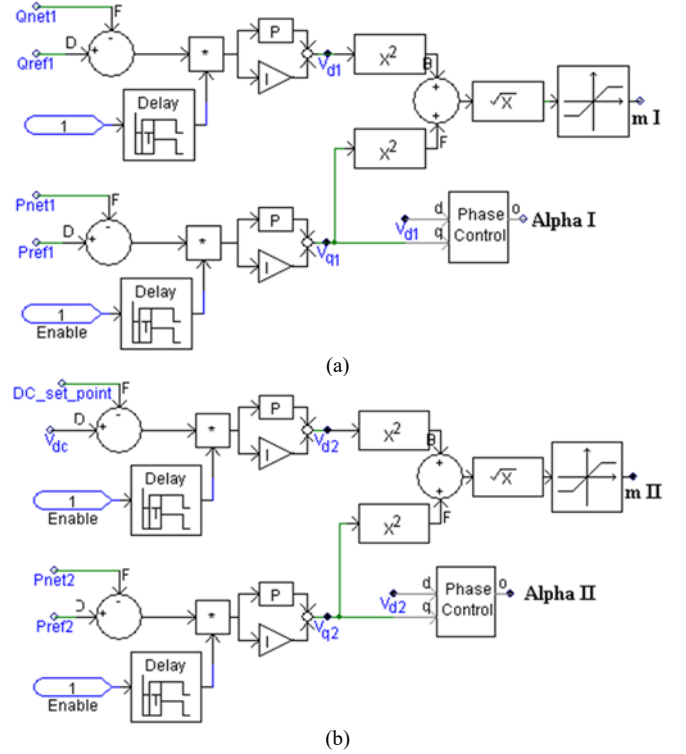 Qnet1
F
D
Qref1
*
P
I
Vd1
X²
B
F
√X
m I
1
Delay
T
X²
Pnet1
F
D
Pref1
*
P
I
Vq1
Vd1
d
q
Phase
Control
o
Alpha I
1
Enable
Delay
T
(a)
DC_set_point
F
D
Vdc
*
P
I
Vd2
X²
B
F
√X
m II
1
Enable
Delay
T
X²
Pnet2
F
D
Pref2
*
P
I
Vq2
Vd2
d
q
Phase
Control
o
Alpha II
1
Enable
Delay
T
(b)